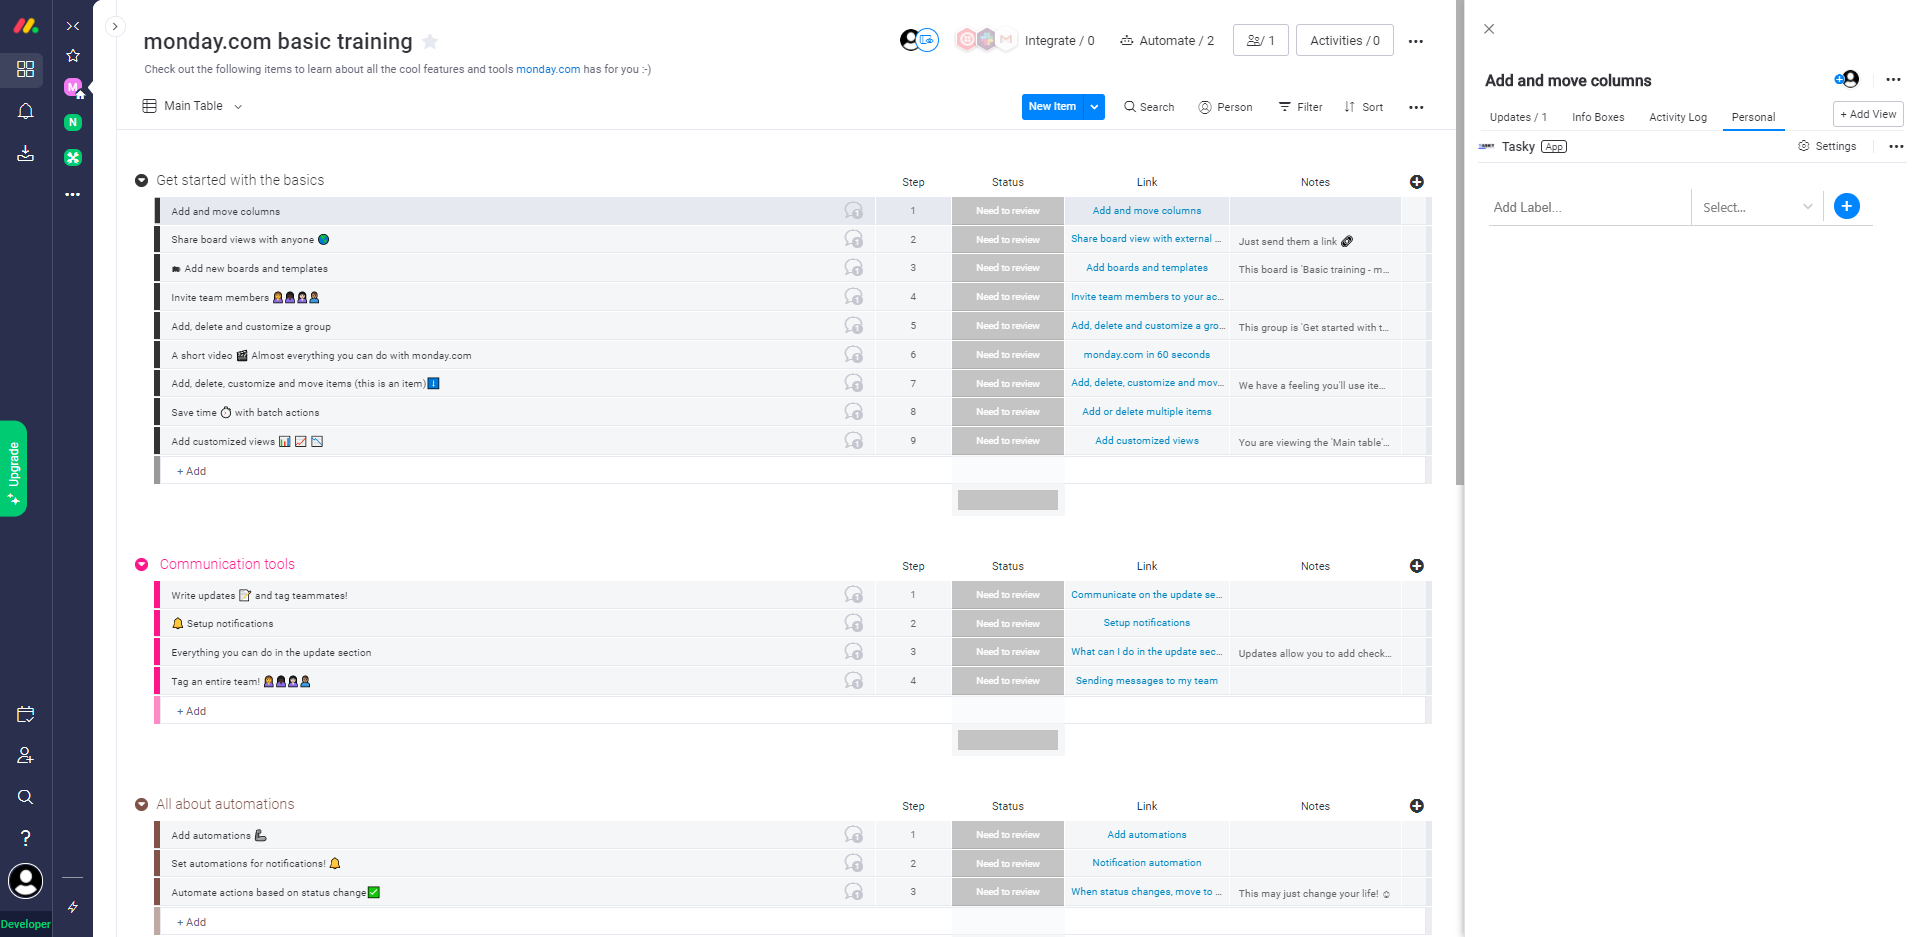 monday.com basic training
Integrate / 0
Automate / 2
/ 1
Activities / 0
Check out the following items to learn about all the cool features and tools monday.com has for you :-)
Main Table
New Item
Search
Person
Filter
Sort
M
N
Upgrade
Developer
Get started with the basics
Step Status Link Notes
Add and move columns 1 1 Need to review Add and move columns
Share board views with anyone 1 2 Need to review Share board view with external ... Just send them a link
Add new boards and templates 1 3 Need to review Add boards and templates This board is 'Basic training - m...
Invite team members 1 4 Need to review Invite team members to your ac...
Add, delete and customize a group 1 5 Need to review Add, delete and customize a gro... This group is 'Get started with t...
A short video Almost everything you can do with monday.com 1 6 Need to review monday.com in 60 seconds
Add, delete, customize and move items (this is an item) 1 7 Need to review Add, delete, customize and mov... We have a feeling you'll use ite...
Save time with batch actions 1 8 Need to review Add or delete multiple items
Add customized views 1 9 Need to review Add customized views You are viewing the 'Main table'...
+ Add
Communication tools
Step Status Link Notes
Write updates and tag teammates! 1 1 Need to review Communicate on the update se...
Setup notifications 1 2 Need to review Setup notifications
Everything you can do in the update section 1 3 Need to review What can I do in the update sec... Updates allow you to add check...
Tag an entire team! 1 4 Need to review Sending messages to my team
+ Add
All about automations
Step Status Link Notes
Add automations 1 1 Need to review Add automations
Set automations for notifications! 1 2 Need to review Notification automation
Automate actions based on status change 1 3 Need to review When status changes, move to ... This may just change your life! ☺
+ Add
Add and move columns
Updates / 1
Info Boxes
Activity Log
Personal
+ Add View
Tasky App
Settings
Add Label...
Select...